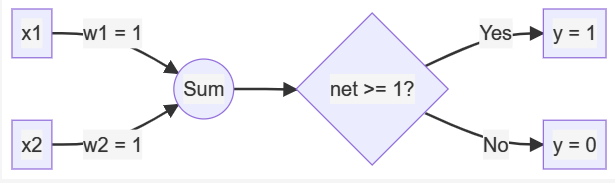 x1
w1 = 1
x2
w2 = 1
Sum
net >= 1?
Yes
y = 1
No
y = 0